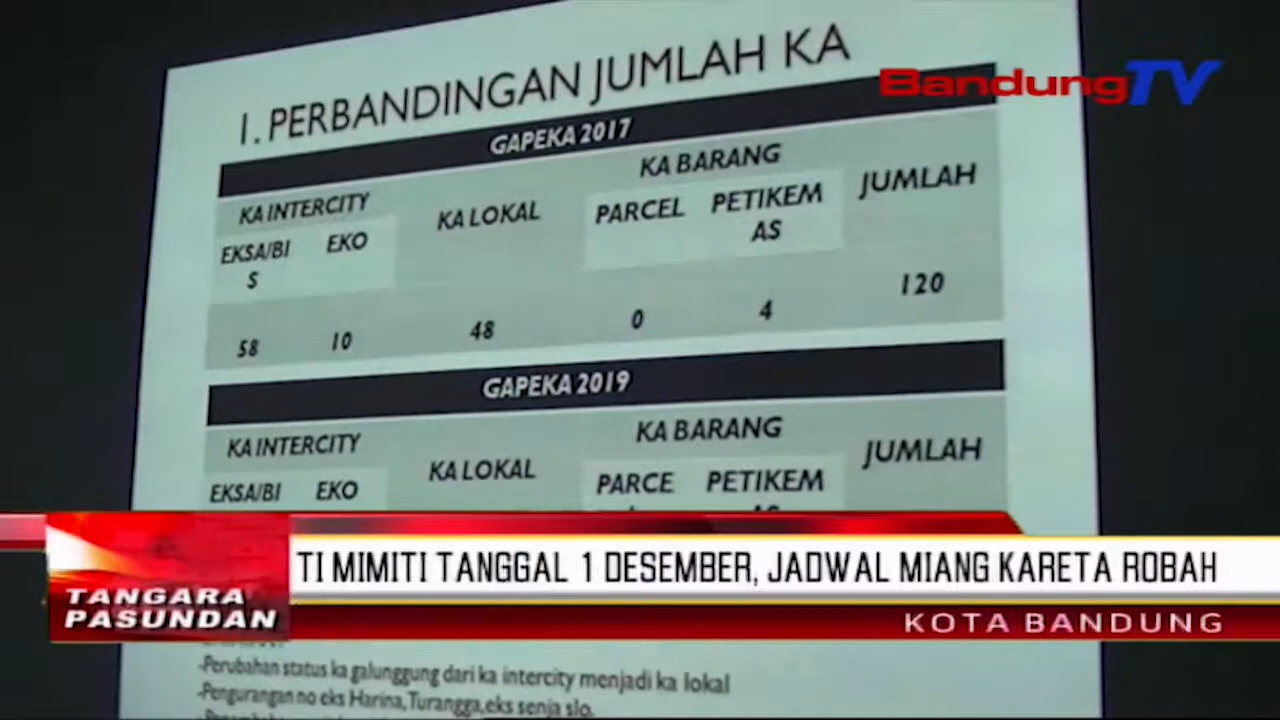 1. PERBANDINGAN JUMLAH KA
BandungTV
GAPEKA 2017
KA INTERCITY
KA LOKAL
KA BARANG
JUMLAH
EKSA/BI
S
EKO
PARCEL
PETIKEM
AS
58
10
48
0
4
120
GAPEKA 2019
KA INTERCITY
KA LOKAL
KA BARANG
JUMLAH
EKSA/BI
EKO
PARCE
PETIKEM
TI MIMITI TANGGAL 1 DESEMBER, JADWAL MIANG KARETA ROBAH
TANGARA
PASUNDAN
KOTA BANDUNG
-Perubahan status ka galunggung dari ka intercity menjadi ka lokal
-Pengurangan no eks Harina,Turangga,eks senja slo.